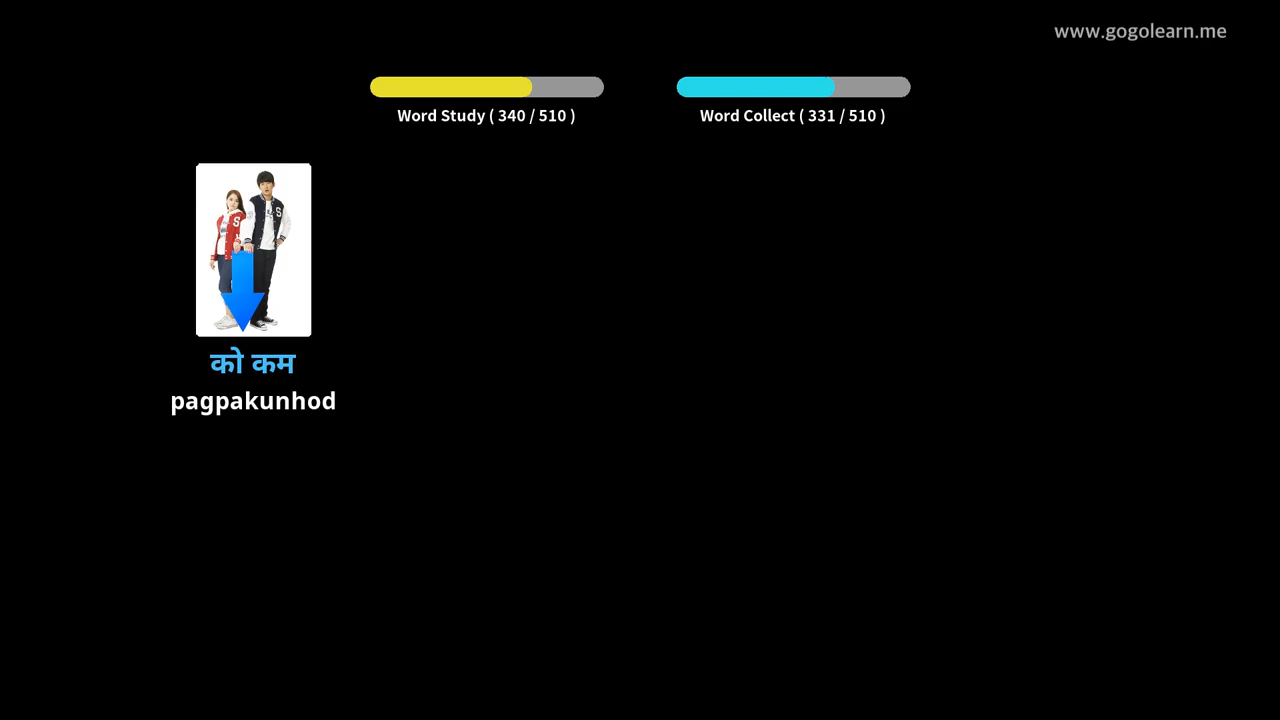 www.gogolearn.me
Word Study ( 340 / 510 )
Word Collect ( 331 / 510 )
S
S
को कम
pagpakunhod